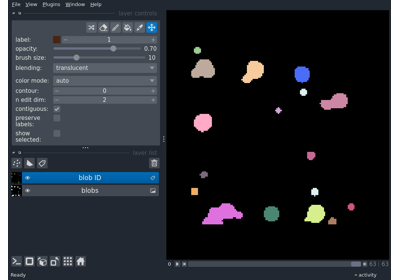 File View Plugins Window Help
layer controls
label: 1
opacity: 0.70
brush size: 10
blending: translucent
color mode: auto
contour: 0
n edit dim: 2
contiguous:
preserve
labels:
show
selected:
layer list
blob ID
blobs
63 63
Ready
activity